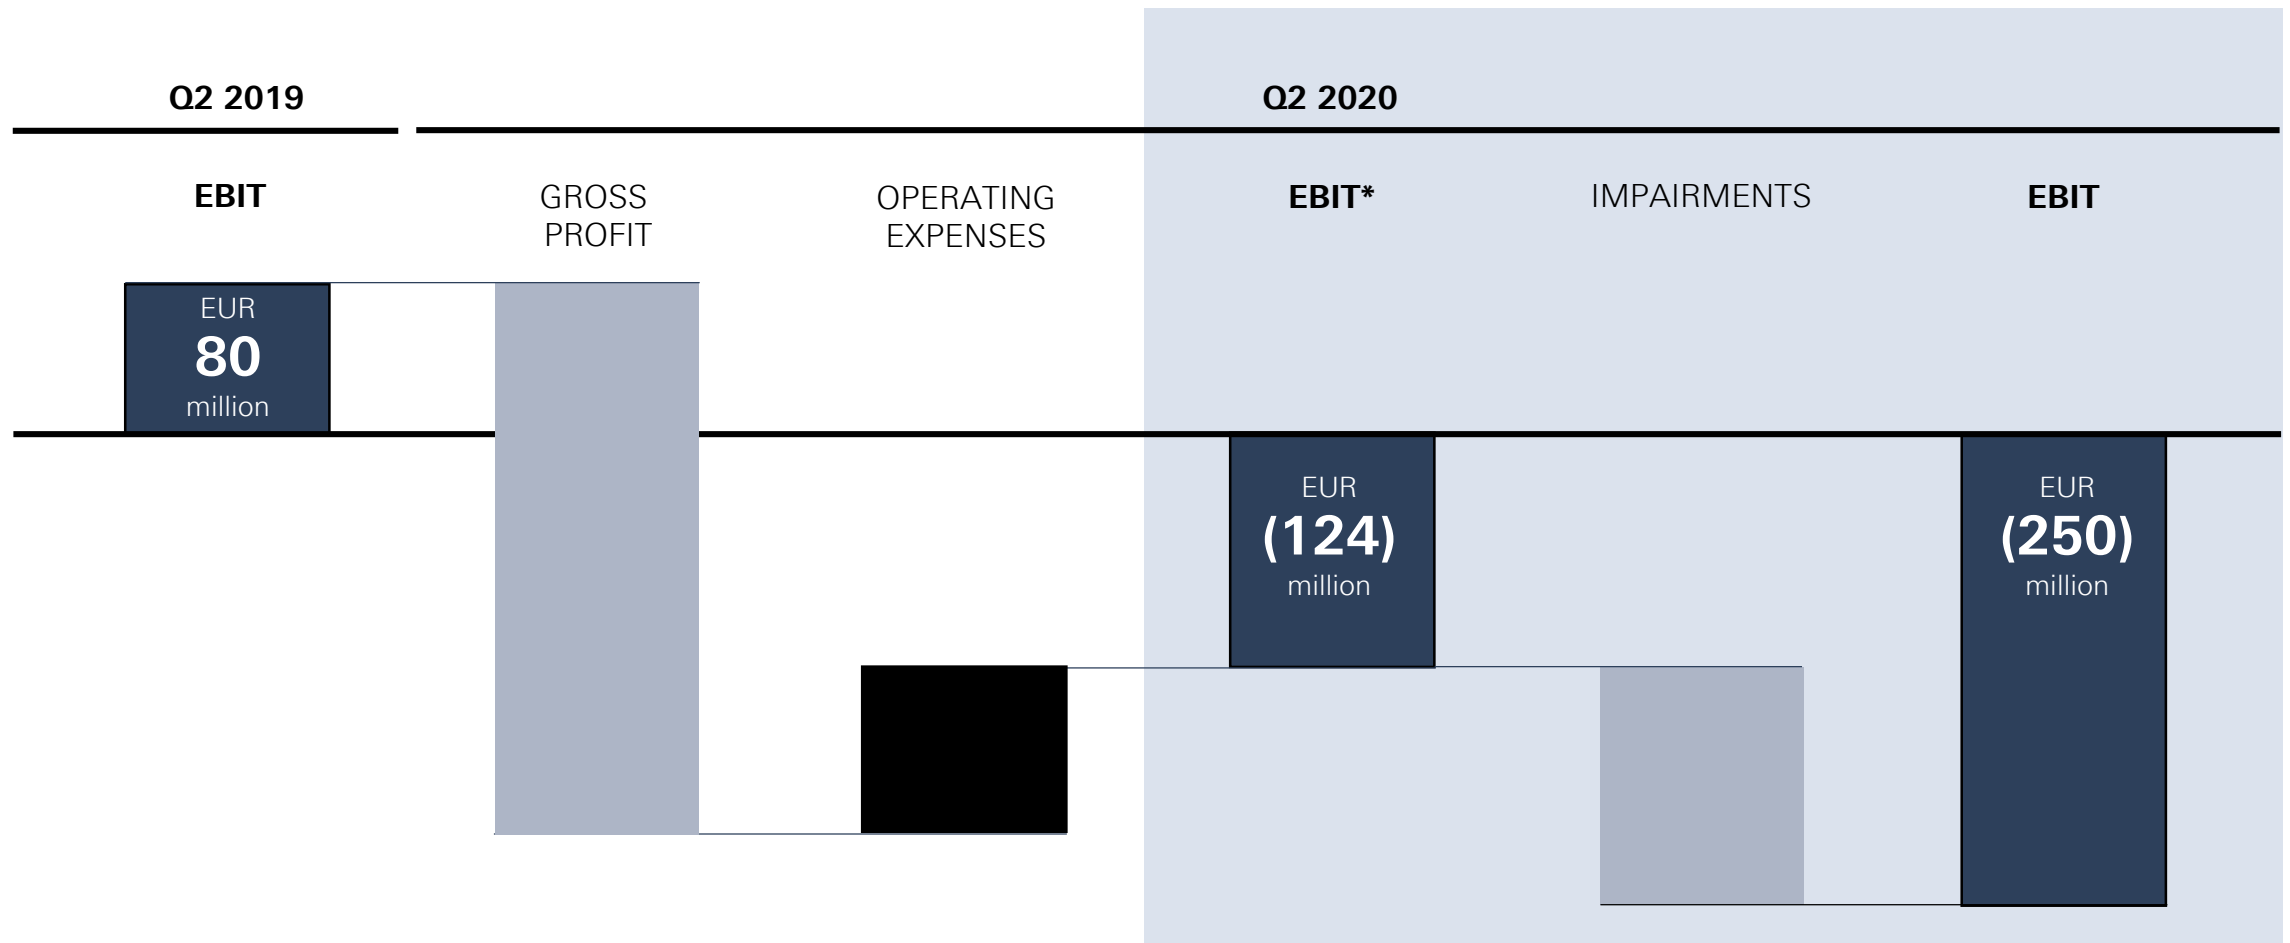 Q2 2019
Q2 2020
EBIT
GROSS
PROFIT
OPERATING
EXPENSES
EBIT*
IMPAIRMENTS
EBIT
EUR
80
million
EUR
(124)
million
EUR
(250)
million